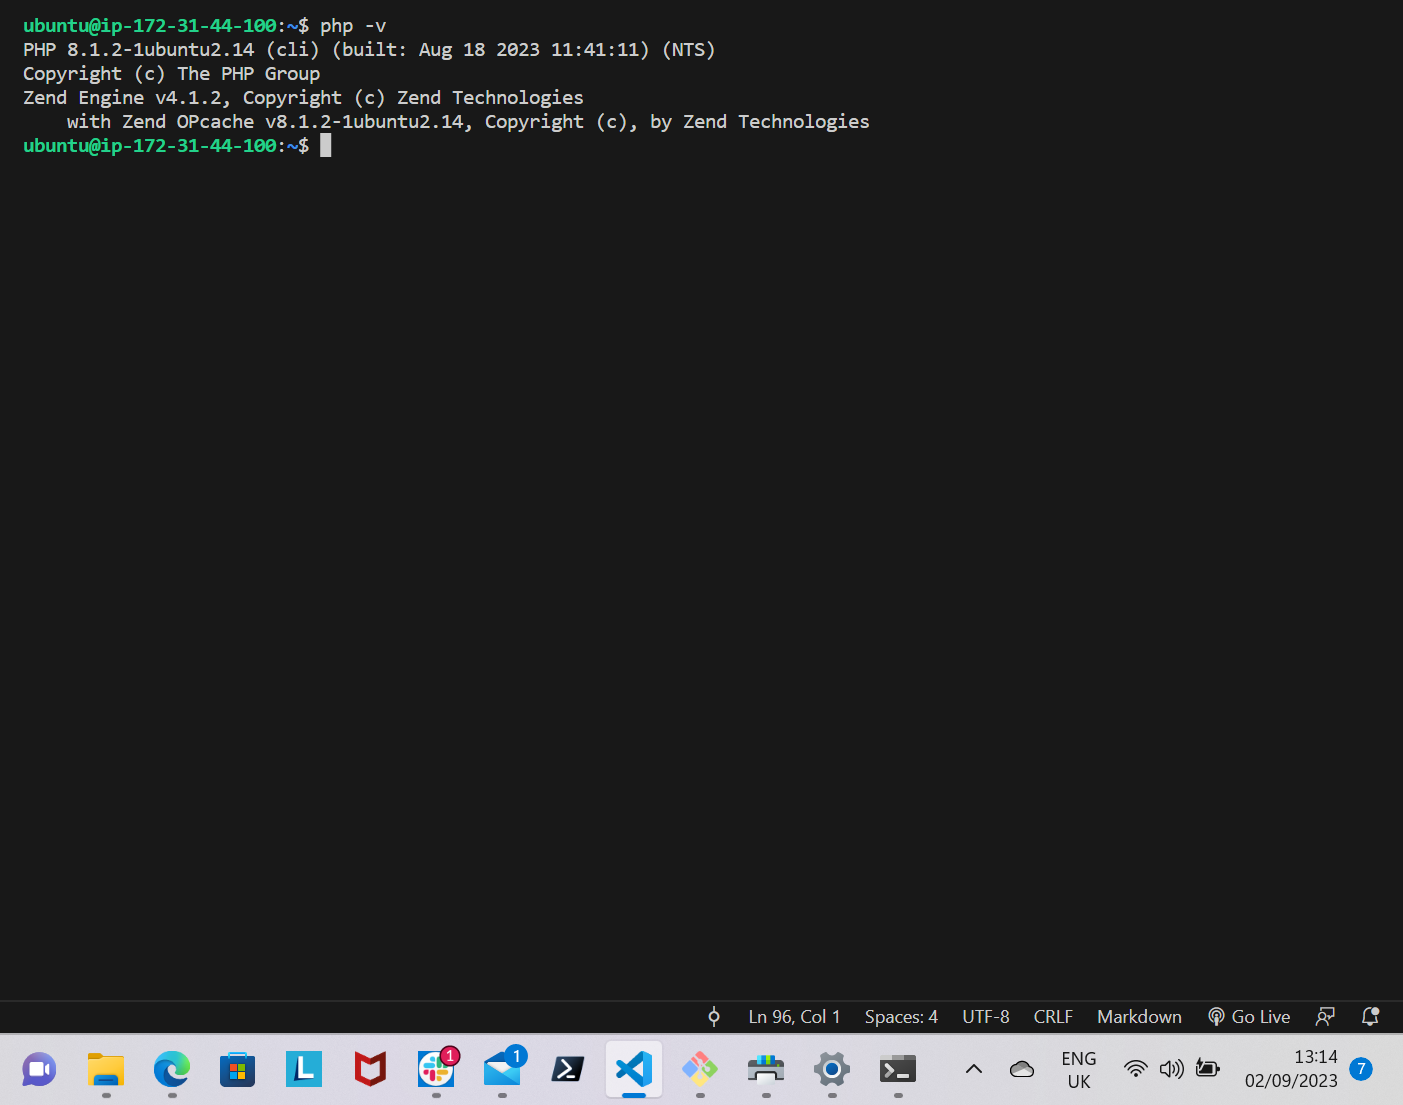 ubuntu@ip-172-31-44-100:~$ php -v
PHP 8.1.2-1ubuntu2.14 (cli) (built: Aug 18 2023 11:41:11) (NTS)
Copyright (c) The PHP Group
Zend Engine v4.1.2, Copyright (c) Zend Technologies
    with Zend OPcache v8.1.2-1ubuntu2.14, Copyright (c), by Zend Technologies
ubuntu@ip-172-31-44-100:~$
Ln 96, Col 1 Spaces: 4 UTF-8 CRLF Markdown Go Live
L 1 1 ENG 13:14
UK 02/09/2023 7